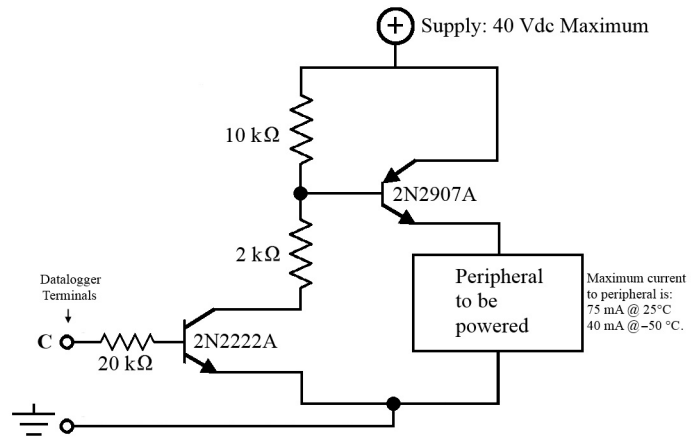 + Supply: 40 Vdc Maximum
10 kΩ
2N2907A
2 kΩ
Peripheral
to be
powered
Maximum current
to peripheral is:
75 mA @ 25°C
40 mA @ –50 °C.
Datalogger
Terminals
C
20 kΩ
2N2222A